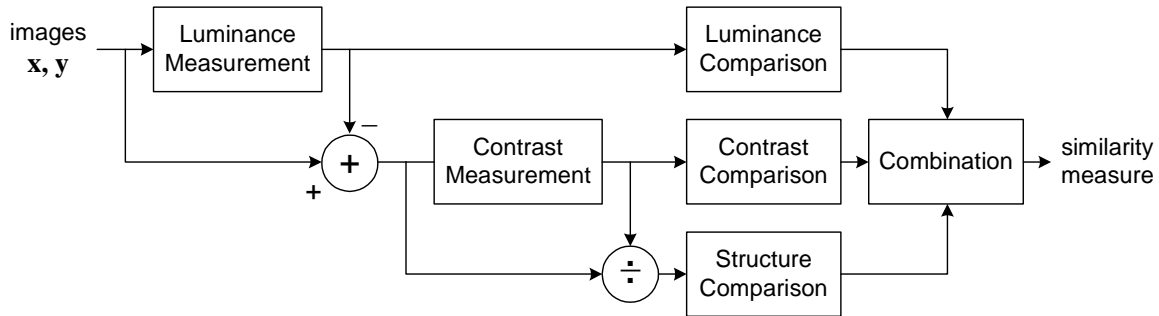 images
x, y
Luminance
Measurement
Luminance
Comparison
−
+
+
Contrast
Measurement
Contrast
Comparison
Combination
similarity
measure
÷
Structure
Comparison